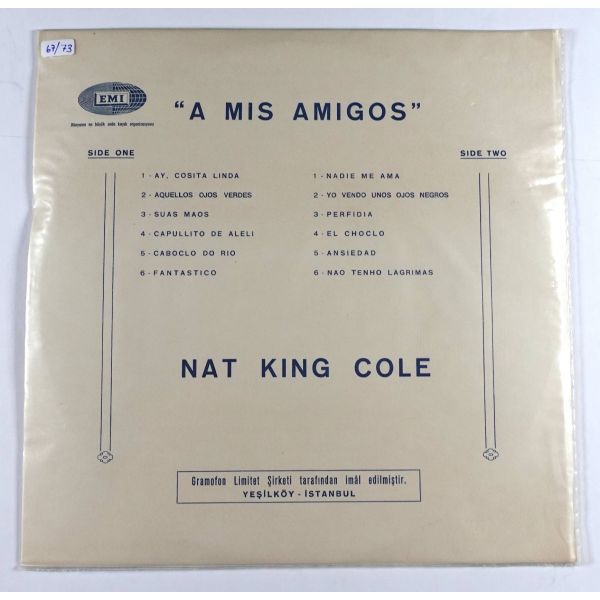 67/73
EMI
Dünyanın en büyük seda kayıt organizasyonu
"A MIS AMIGOS"
SIDE ONE
1 - AY, COSITA LINDA
2 - AQUELLOS OJOS VERDES
3 - SUAS MAOS
4 - CAPULLITO DE ALELI
5 - CABOCLO DO RIO
6 - FANTASTICO
SIDE TWO
1 - NADIE ME AMA
2 - YO VENDO UNOS OJOS NEGROS
3 - PERFIDIA
4 - EL CHOCLO
5 - ANSIEDAD
6 - NAO TENHO LAGRIMAS
NAT KING COLE
Gramofon Limitet Şirketi tarafından imâl edilmiştir.
YEŞİLKÖY - İSTANBUL